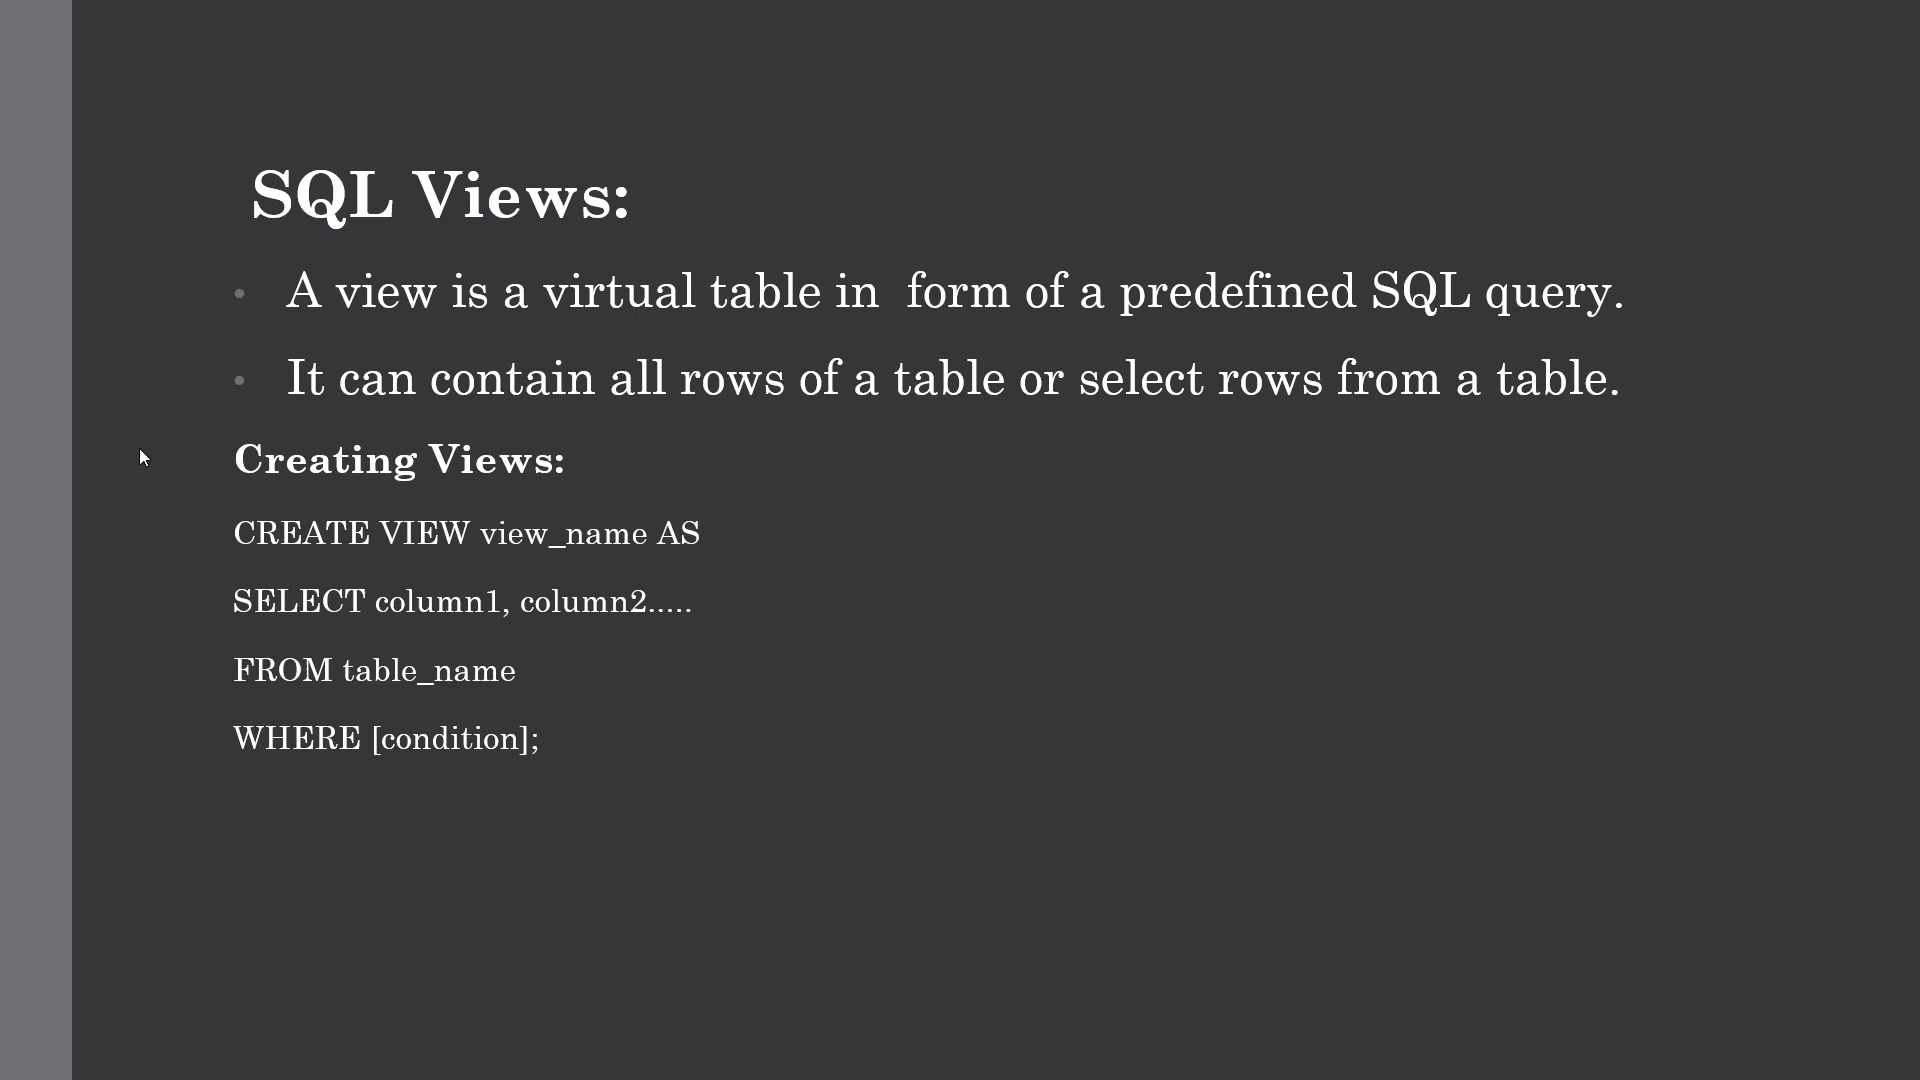 SQL Views:
• A view is a virtual table in  form of a predefined SQL query.
• It can contain all rows of a table or select rows from a table.
Creating Views:
CREATE VIEW view_name AS
SELECT column1, column2.....
FROM table_name
WHERE [condition];